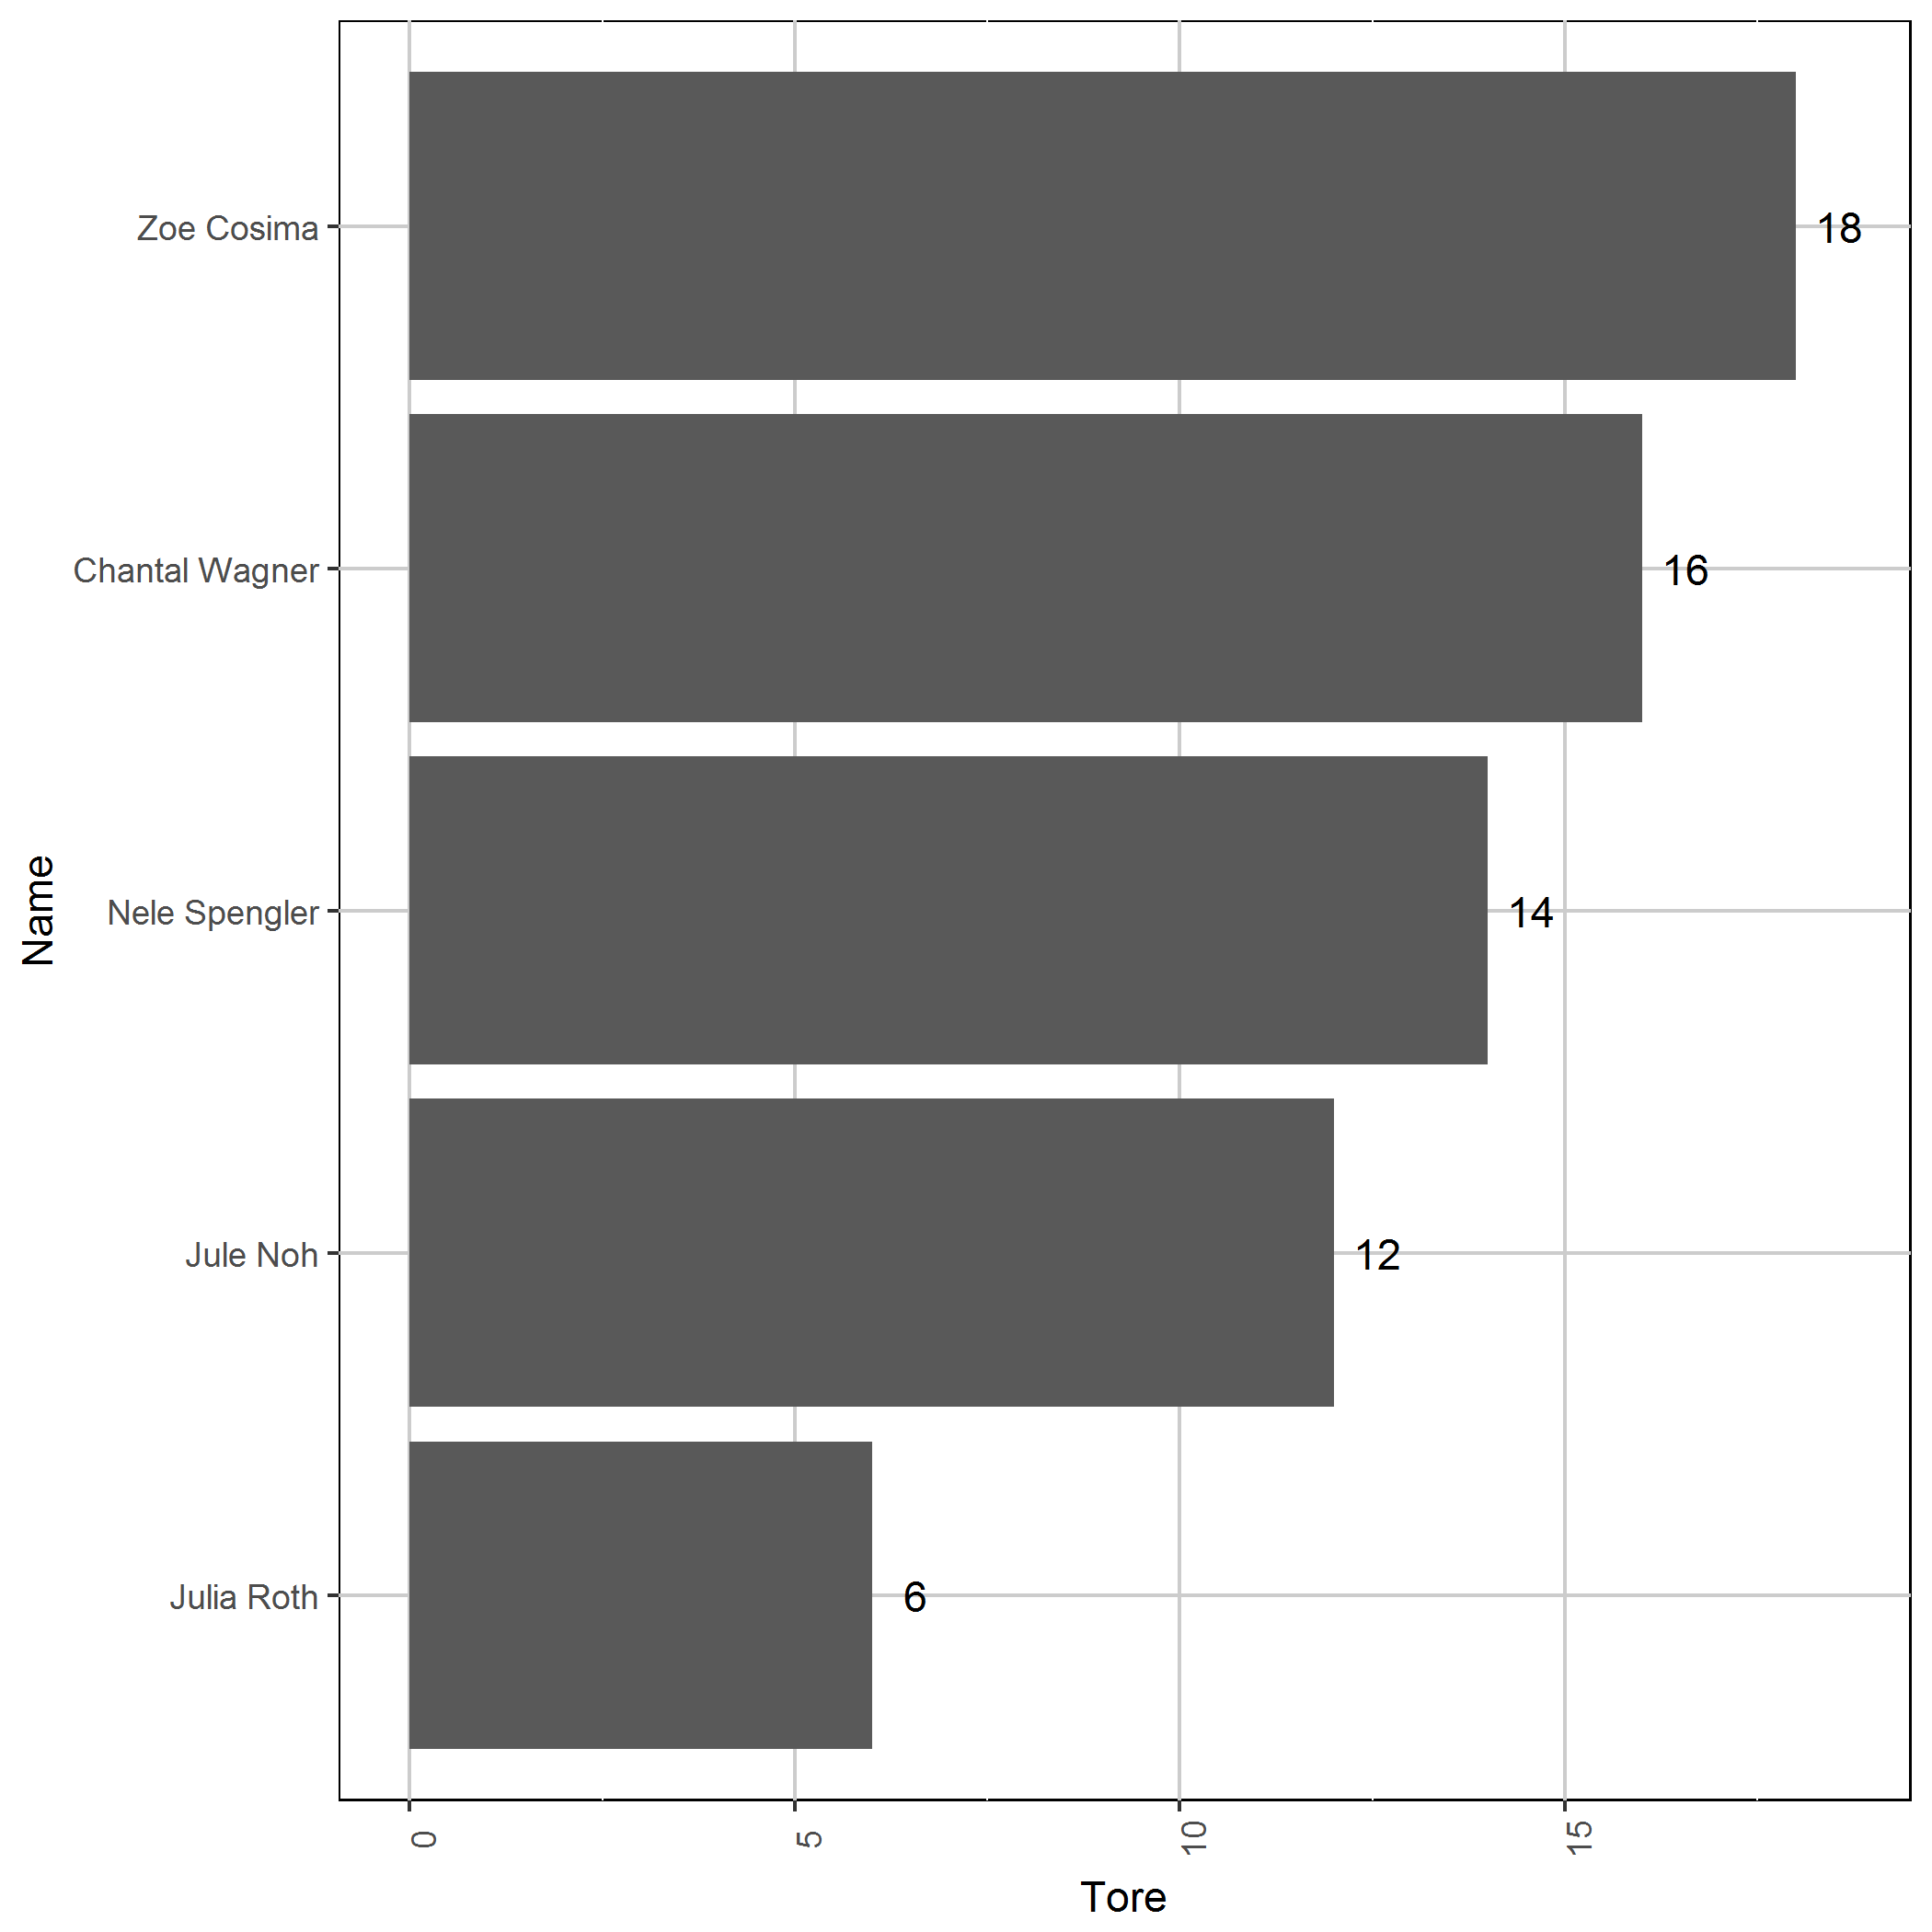 Zoe Cosima
18
Chantal Wagner
16
Nele Spengler
14
Jule Noh
12
Julia Roth
6
Name
0
5
10
15
Tore